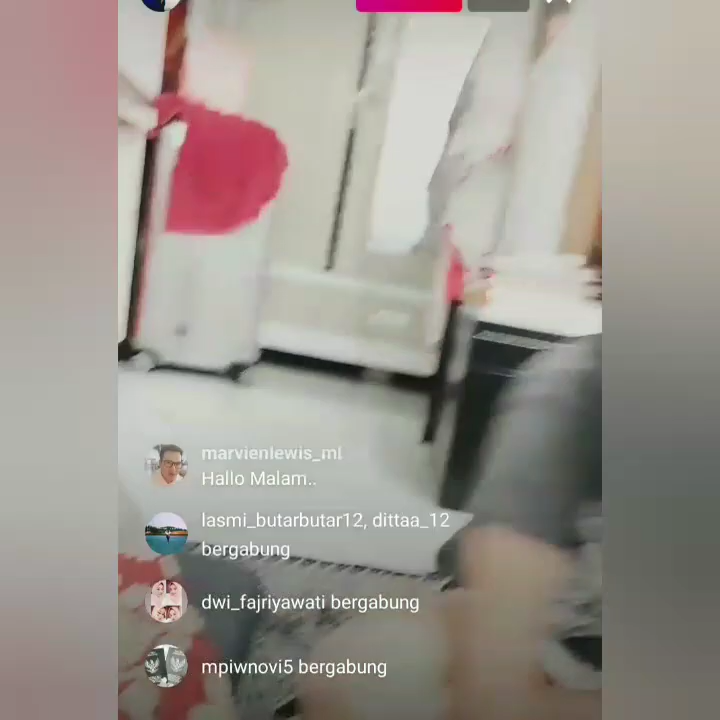 marvienlewis_ml
Hallo Malam..
lasmi_butarbutar12, dittaa_12
bergabung
dwi_fajriyawati bergabung
mpiwnovi5 bergabung